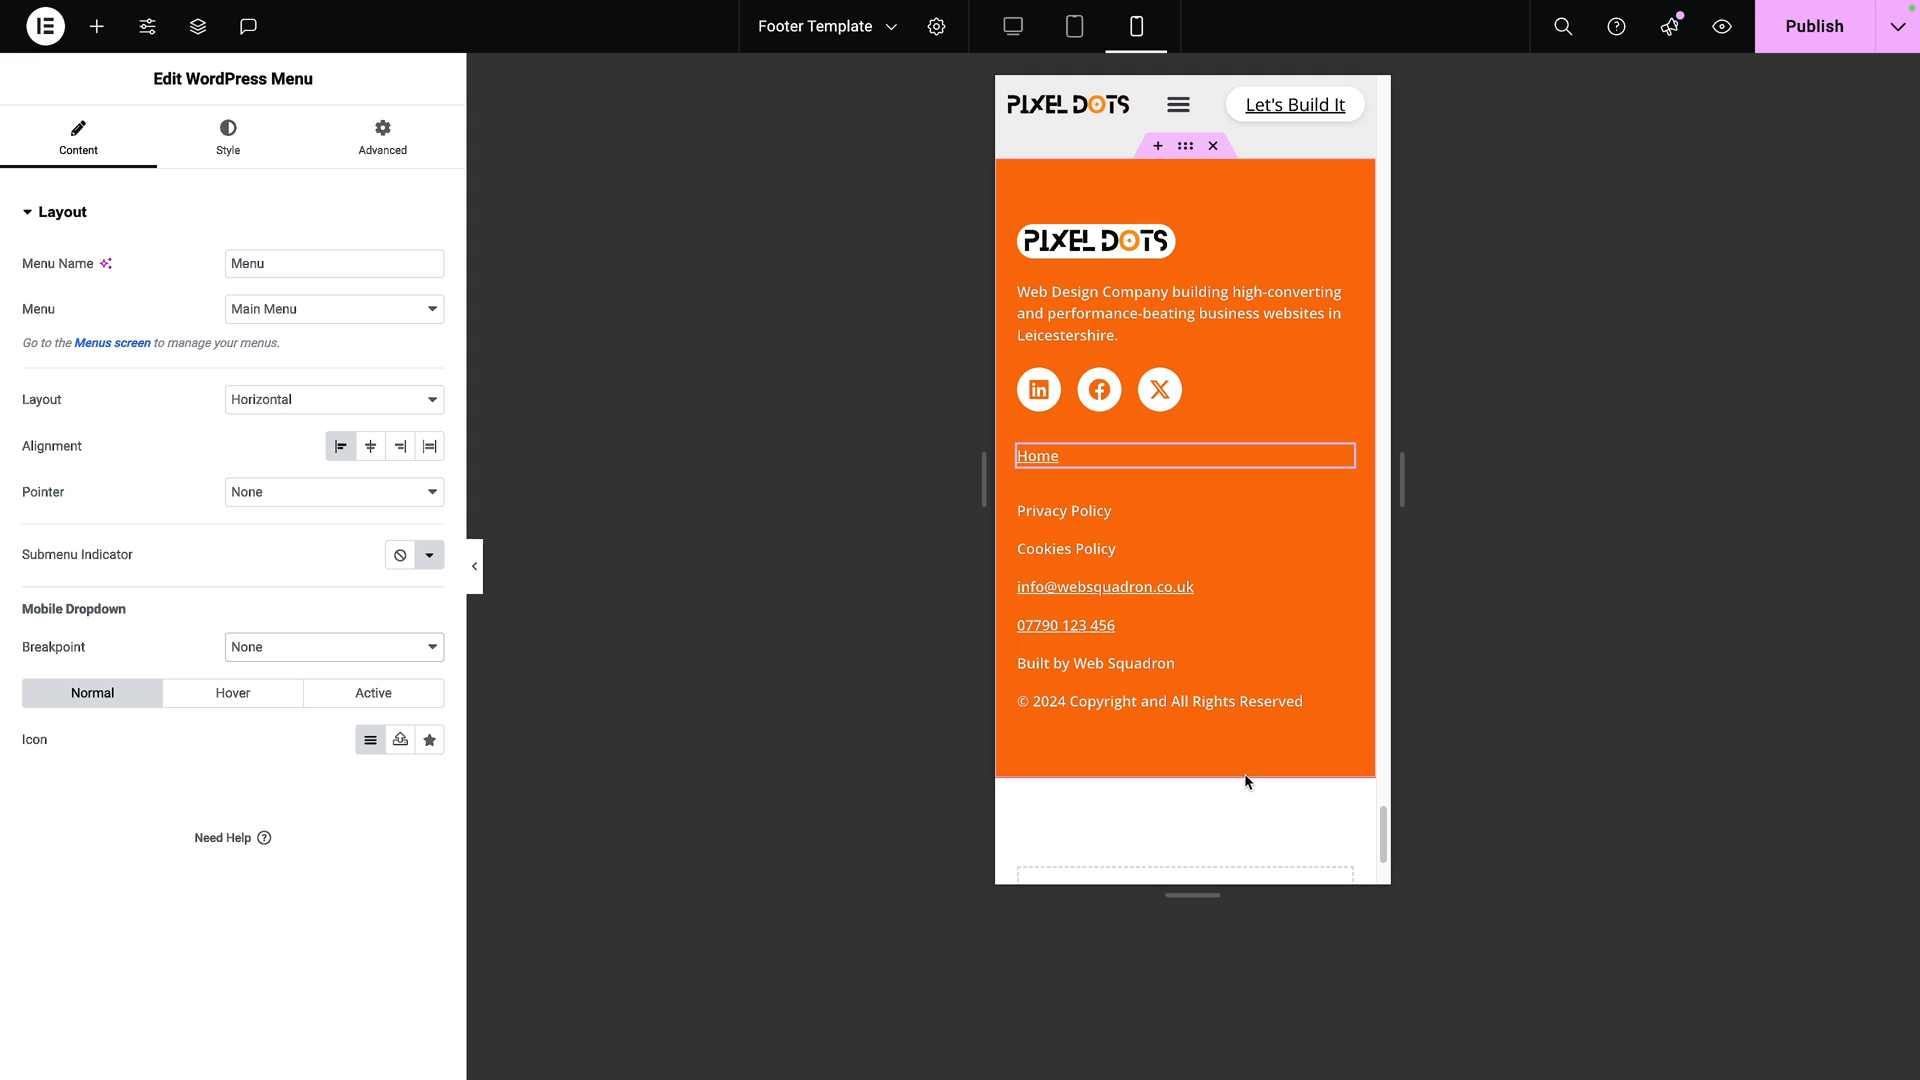 Footer Template
Publish
Edit WordPress Menu
Content
Style
Advanced
Layout
Menu Name
Menu
Menu
Main Menu
Go to the Menus screen to manage your menus.
Layout
Horizontal
Alignment
Pointer
None
Submenu Indicator
Mobile Dropdown
Breakpoint
None
Normal
Hover
Active
Icon
Need Help
PIXEL DOTS
Let's Build It
PIXEL DOTS
Web Design Company building high-converting
and performance-beating business websites in
Leicestershire.
Home
Privacy Policy
Cookies Policy
info@websquadron.co.uk
07790 123 456
Built by Web Squadron
© 2024 Copyright and All Rights Reserved